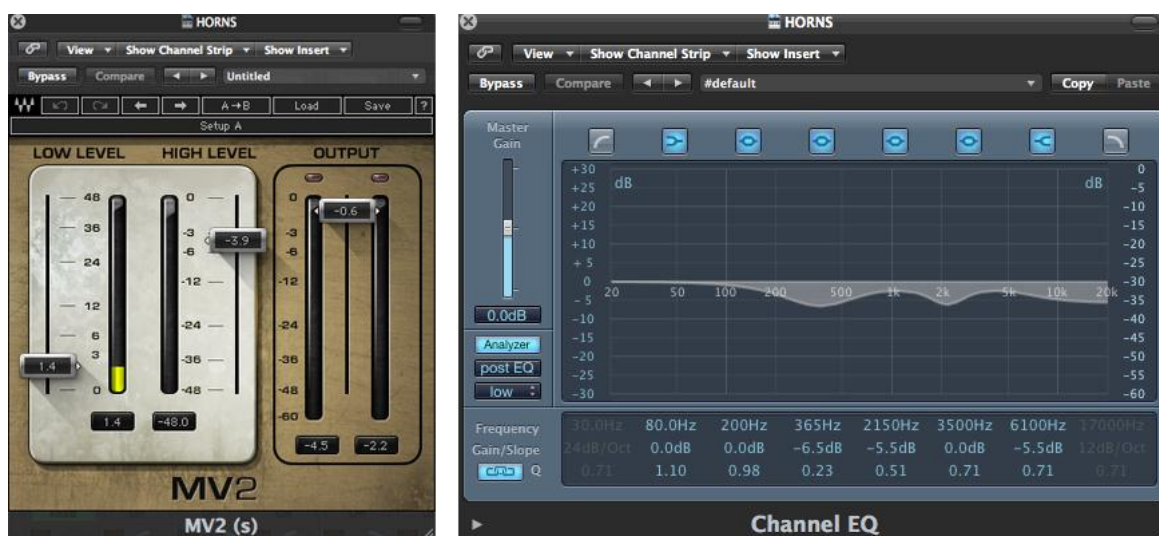 HORNS
View Show Channel Strip Show Insert
Bypass Compare Untitled
A→B Load Save ?
Setup A
LOW LEVEL HIGH LEVEL OUTPUT
48 0 0
36 -3 -3.9 -3 -0.6
24 -6 -6
-12 -12
12
6 -24 -24
3 1.4
-36 -36
0 -48 -48
-60
1.4 -48.0 -4.5 -2.2
MV2
MV2 (s)
HORNS
View Show Channel Strip Show Insert
Bypass Compare #default Copy Paste
Master
Gain
+30 0
+25 dB dB -5
+20 -10
+15 -15
+10 -20
+ 5 -25
0 20 50 100 200 500 1k 2k 5k 10k 20k -30
- 5 -35
0.0dB -10 -40
Analyzer -15 -45
post EQ -20 -50
-25 -55
low -30 -60
Frequency 30.0Hz 80.0Hz 200Hz 365Hz 2150Hz 3500Hz 6100Hz 17000Hz
Gain/Slope 24dB/Oct 0.0dB 0.0dB -6.5dB -5.5dB 0.0dB -5.5dB 12dB/Oct
Q 0.71 1.10 0.98 0.23 0.51 0.71 0.71 0.71
Channel EQ